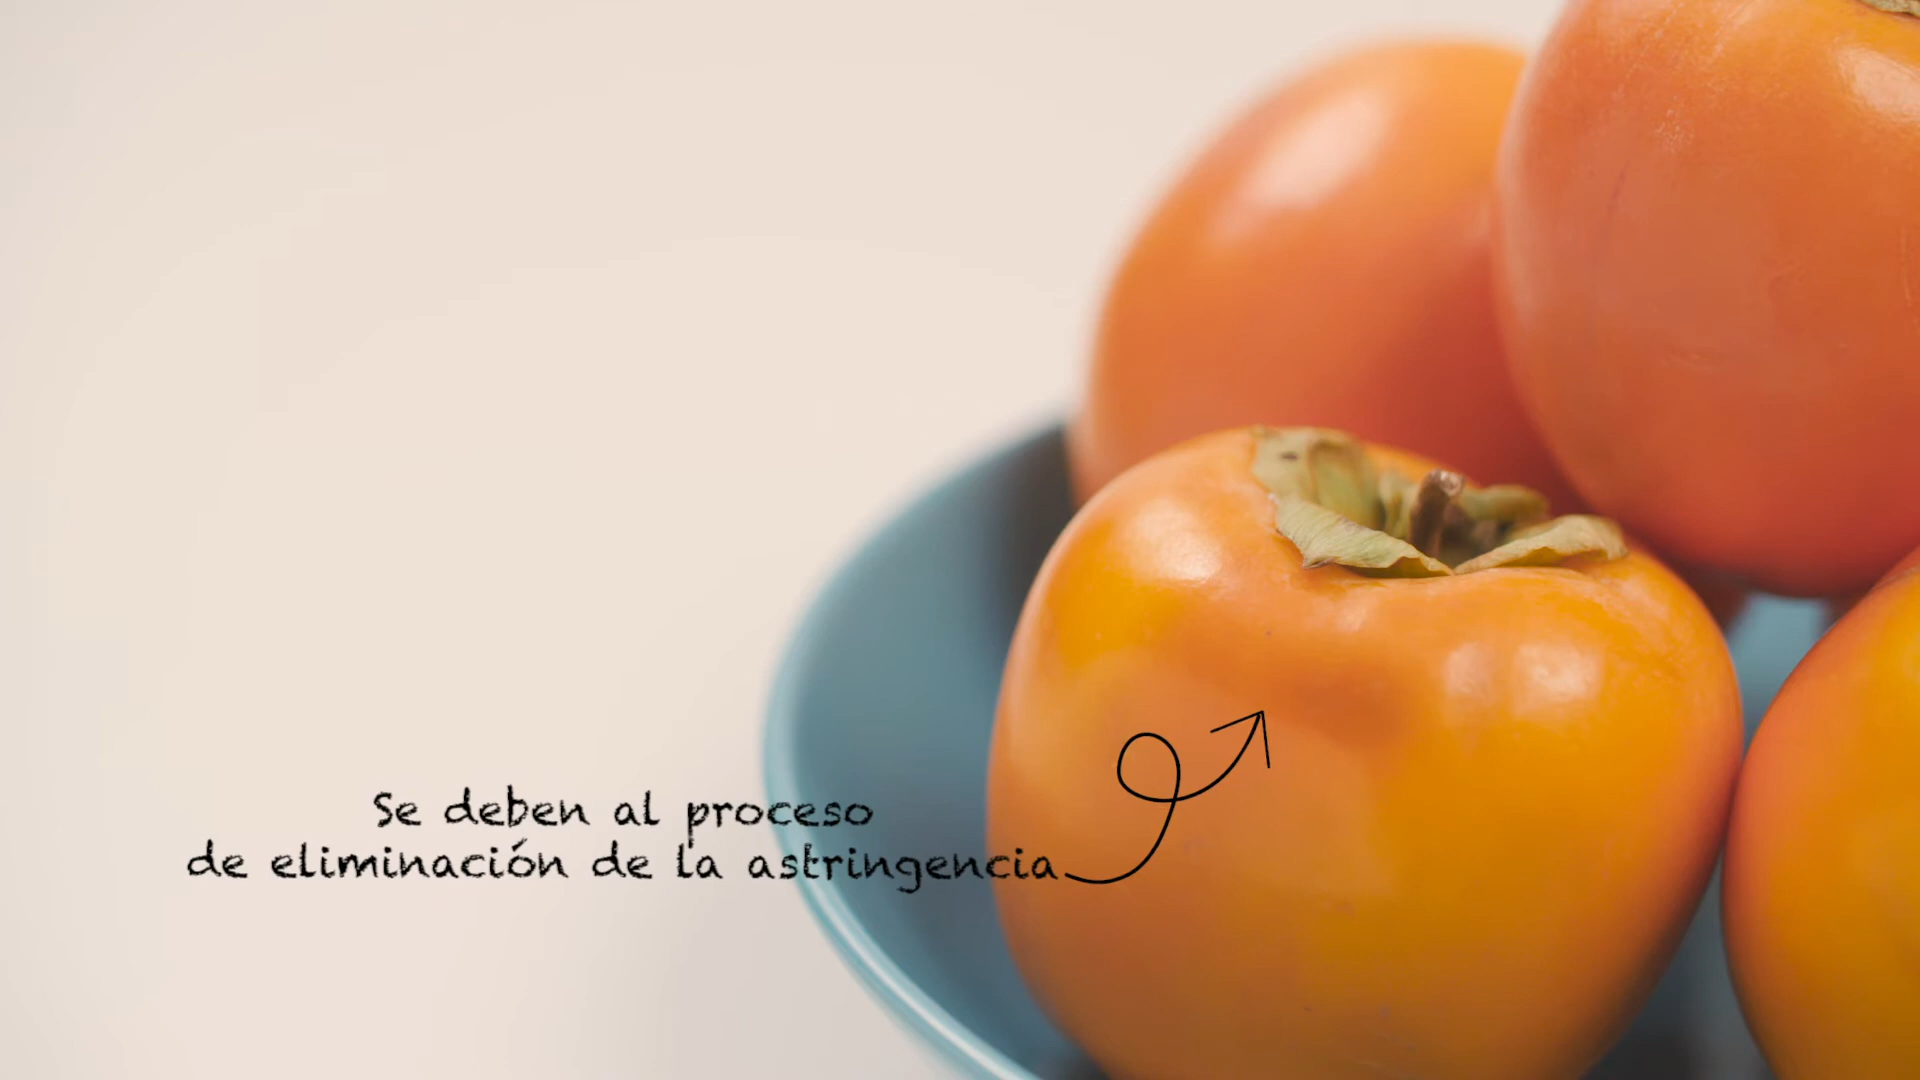 Se deben al proceso
de eliminación de la astringencia